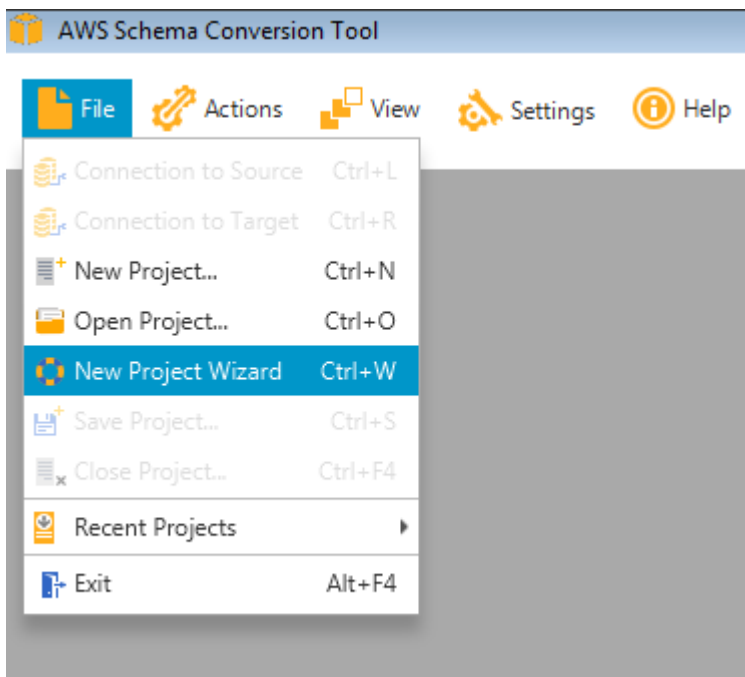 AWS Schema Conversion Tool
File Actions View Settings Help
Connection to Source Ctrl+L
Connection to Target Ctrl+R
New Project... Ctrl+N
Open Project... Ctrl+O
New Project Wizard Ctrl+W
Save Project... Ctrl+S
Close Project... Ctrl+F4
Recent Projects
Exit Alt+F4